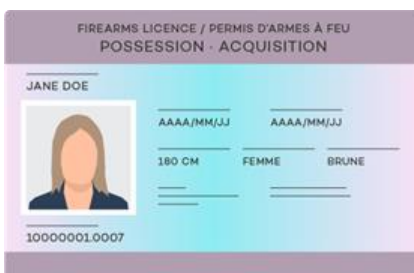 FIREARMS LICENCE / PERMIS D'ARMES À FEU
POSSESSION · ACQUISITION
JANE DOE
AAAA/MM/JJ AAAA/MM/JJ
180 CM FEMME BRUNE
10000001.0007